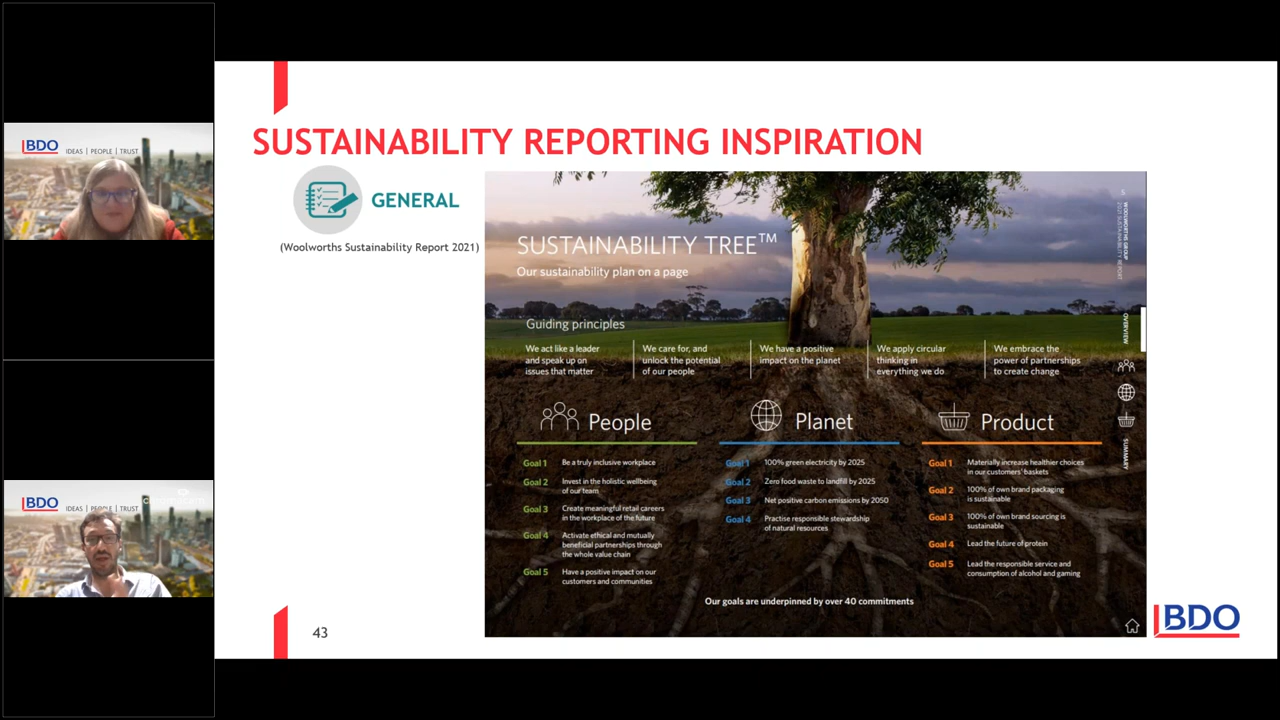 BDO
IDEAS | PEOPLE | TRUST
BDO
IDEAS | PEOPLE | TRUST
SUSTAINABILITY REPORTING INSPIRATION
GENERAL
(Woolworths Sustainability Report 2021)
SUSTAINABILITY TREE™
Our sustainability plan on a page
Guiding principles
We act like a leader
and speak up on
issues that matter
We care for, and
unlock the potential
of our people
We have a positive
impact on the planet
We apply circular
thinking in
everything we do
We embrace the
power of partnerships
to create change
People
Goal 1 Be a truly inclusive workplace
Goal 2 Invest in the holistic wellbeing
of our team
Goal 3 Create meaningful retail careers
in the workplace of the future
Goal 4 Activate ethical and mutually
beneficial partnerships through
the whole value chain
Goal 5 Have a positive impact on our
customers and communities
Planet
Goal 1 100% green electricity by 2025
Goal 2 Zero food waste to landfill by 2025
Goal 3 Net positive carbon emissions by 2050
Goal 4 Practise responsible stewardship
of natural resources
Product
Goal 1 Materially increase healthier choices
in our customers' baskets
Goal 2 100% of own brand packaging
is sustainable
Goal 3 100% of own brand sourcing is
sustainable
Goal 4 Lead the future of protein
Goal 5 Lead the responsible service and
consumption of alcohol and gaming
Our goals are underpinned by over 40 commitments
WOOLWORTHS GROUP
2021 SUSTAINABILITY REPORT
OVERVIEW
SUMMARY
43
BDO